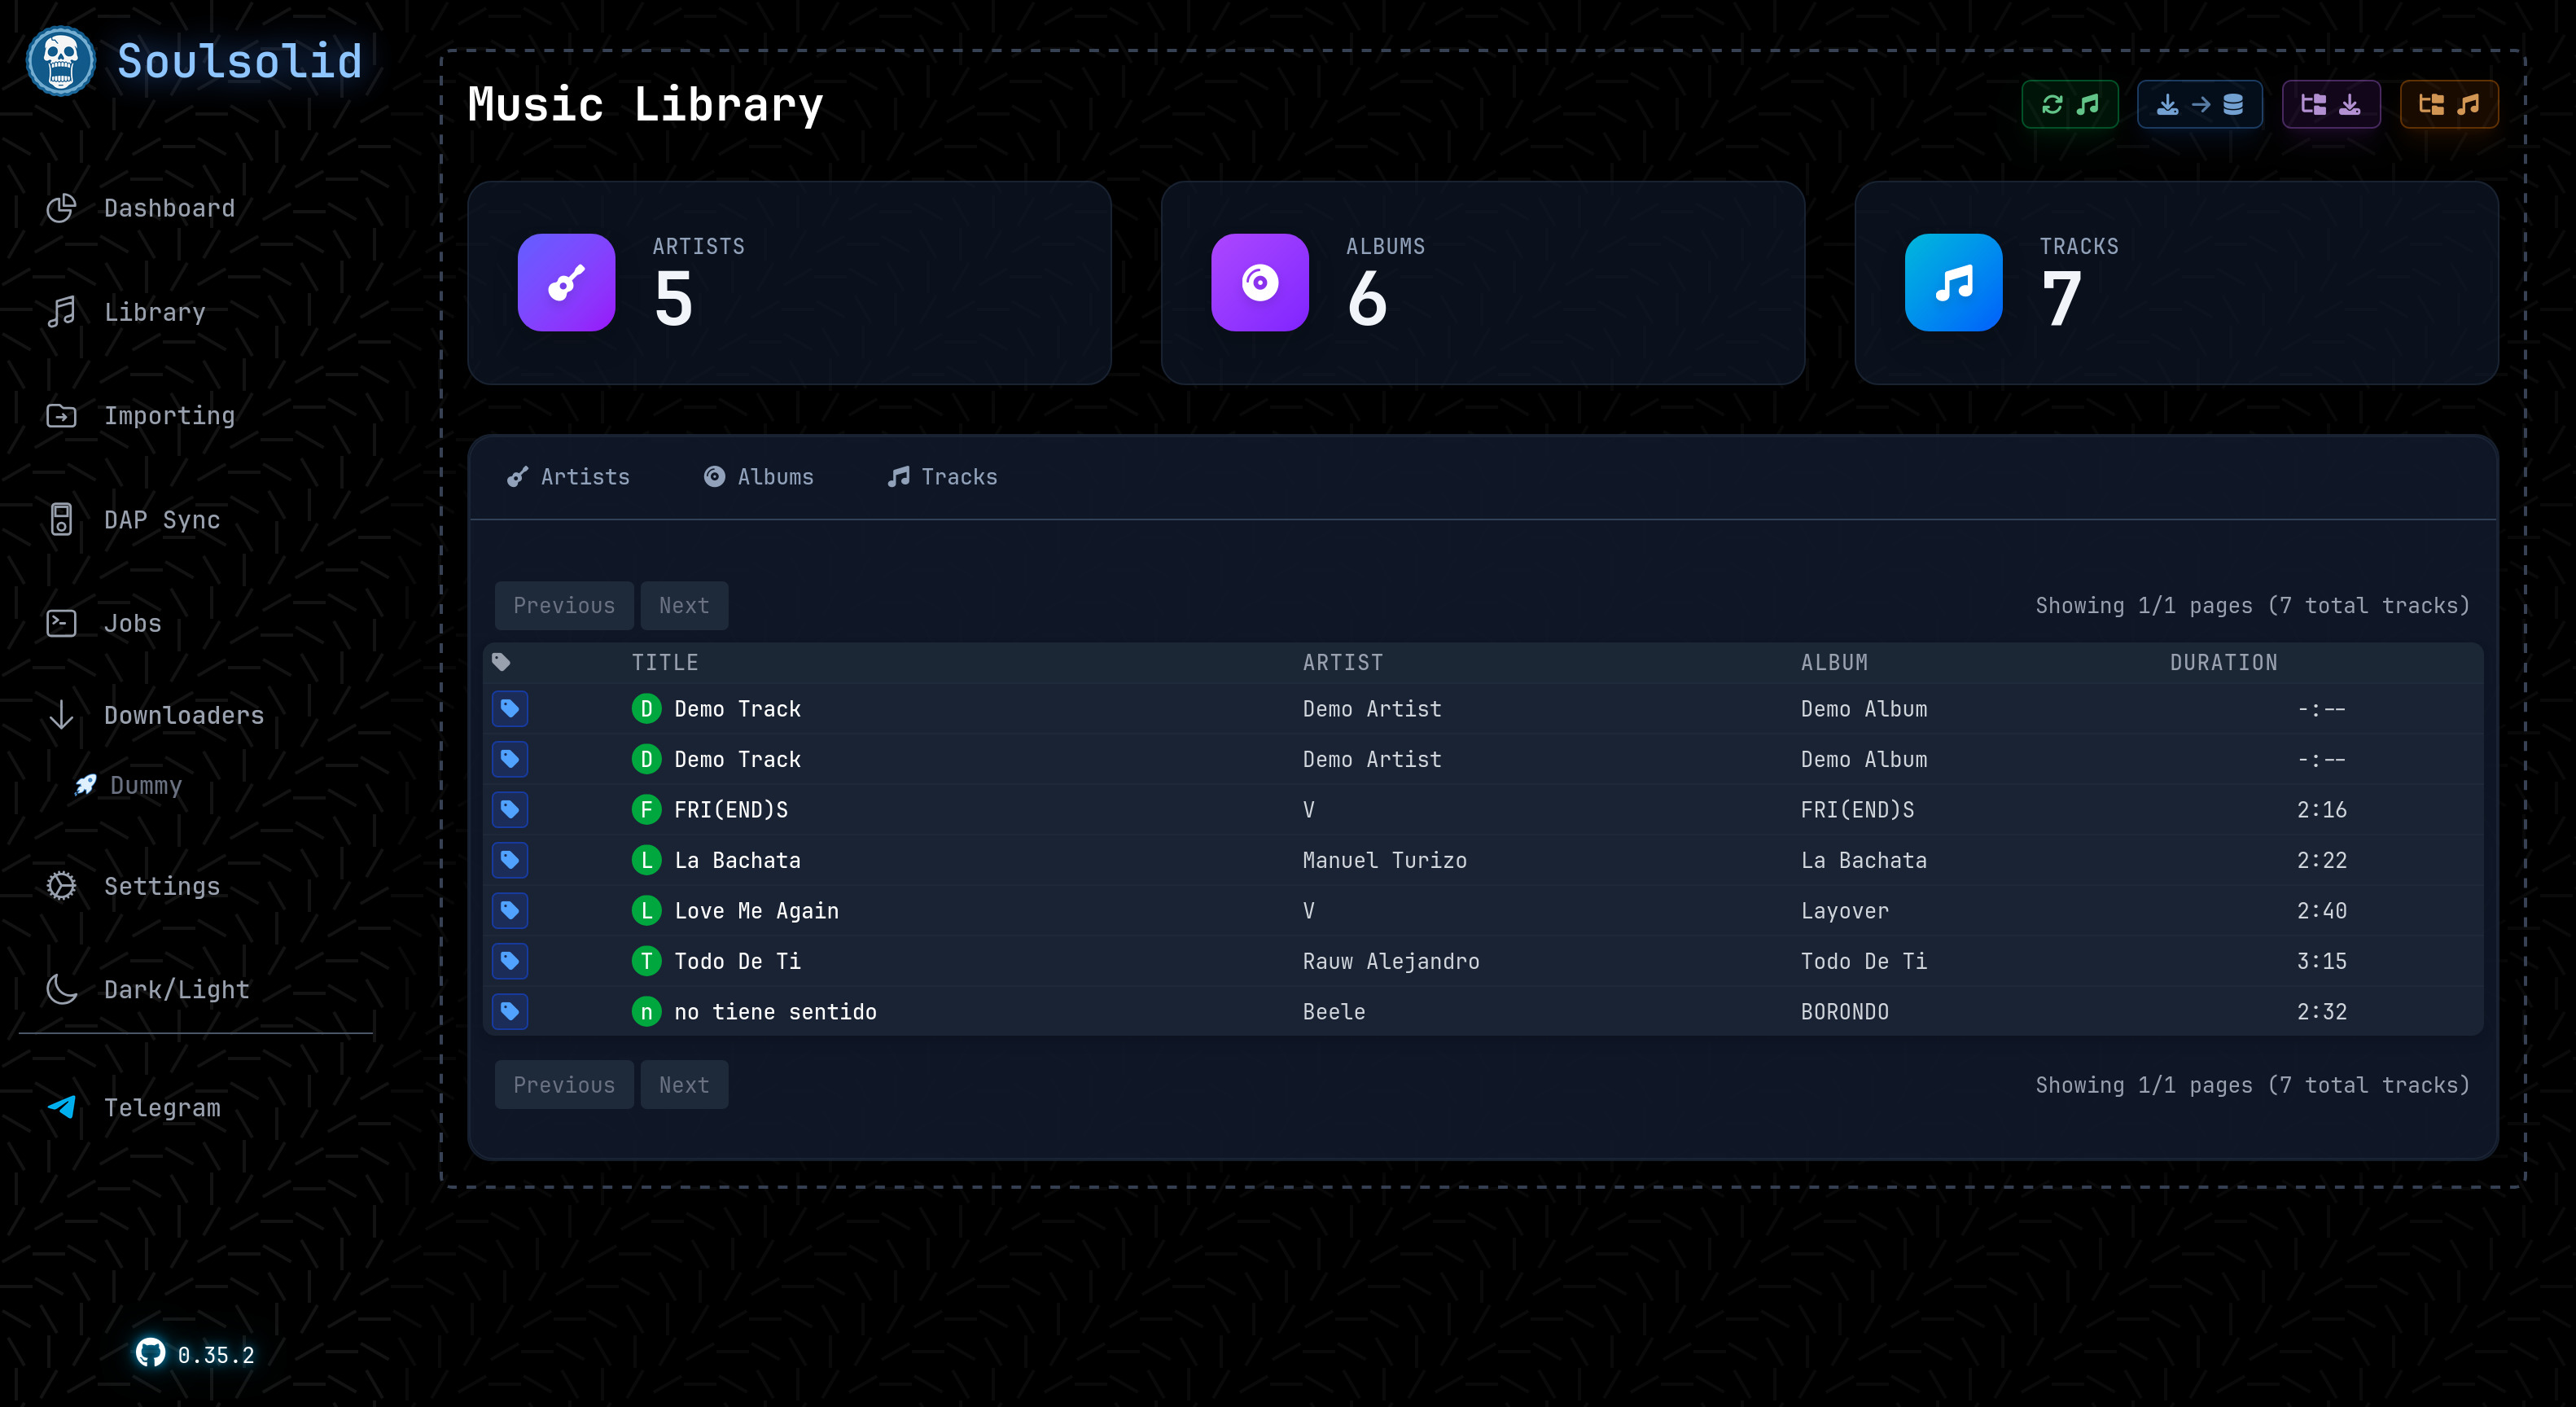 Soulsolid
Dashboard
Library
Importing
DAP Sync
Jobs
Downloaders
Dummy
Settings
Dark/Light
Telegram
0.35.2
Music Library
ARTISTS
5
ALBUMS
6
TRACKS
7
Artists Albums Tracks
Previous Next Showing 1/1 pages (7 total tracks)
TITLE ARTIST ALBUM DURATION
D Demo Track Demo Artist Demo Album -:--
D Demo Track Demo Artist Demo Album -:--
F FRI(END)S V FRI(END)S 2:16
L La Bachata Manuel Turizo La Bachata 2:22
L Love Me Again V Layover 2:40
T Todo De Ti Rauw Alejandro Todo De Ti 3:15
n no tiene sentido Beele BORONDO 2:32
Previous Next Showing 1/1 pages (7 total tracks)